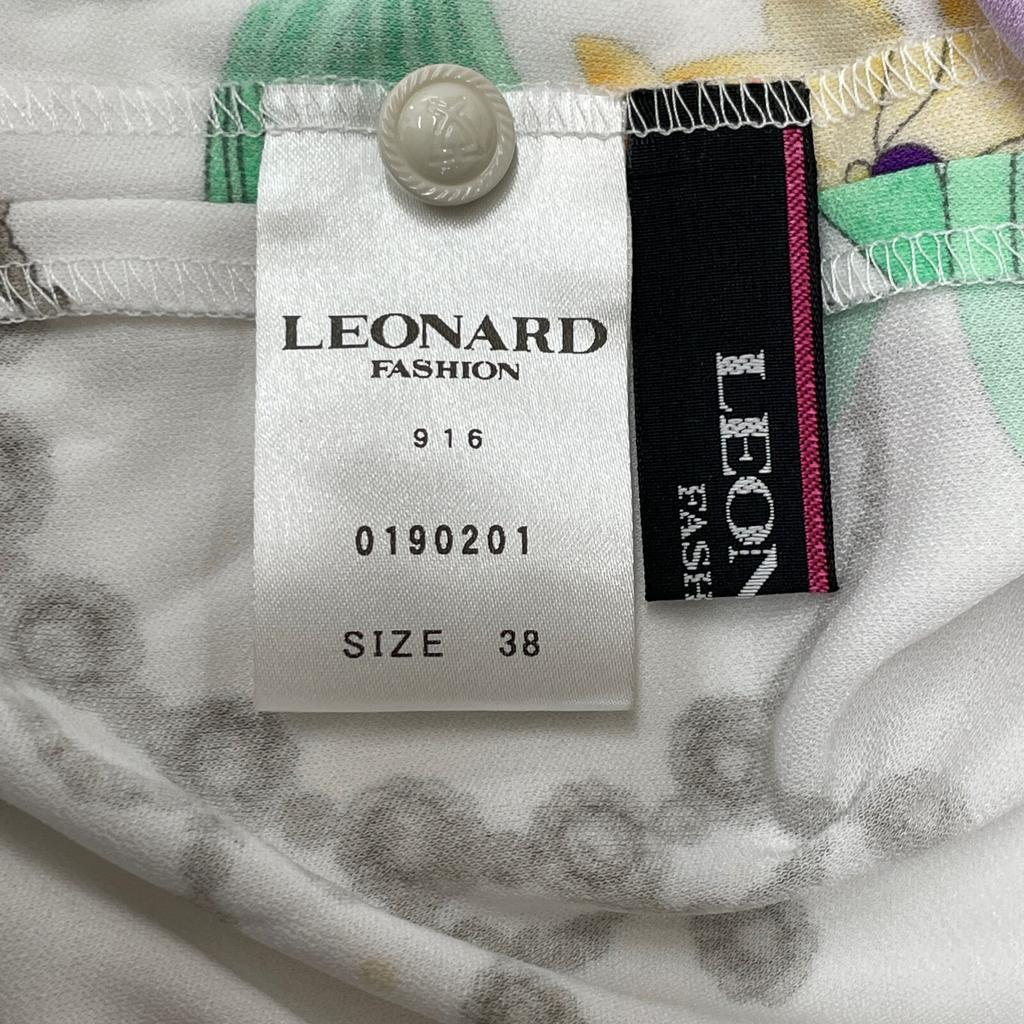 LEONARD
FASHION
916
0190201
SIZE 38
LEON
FASH